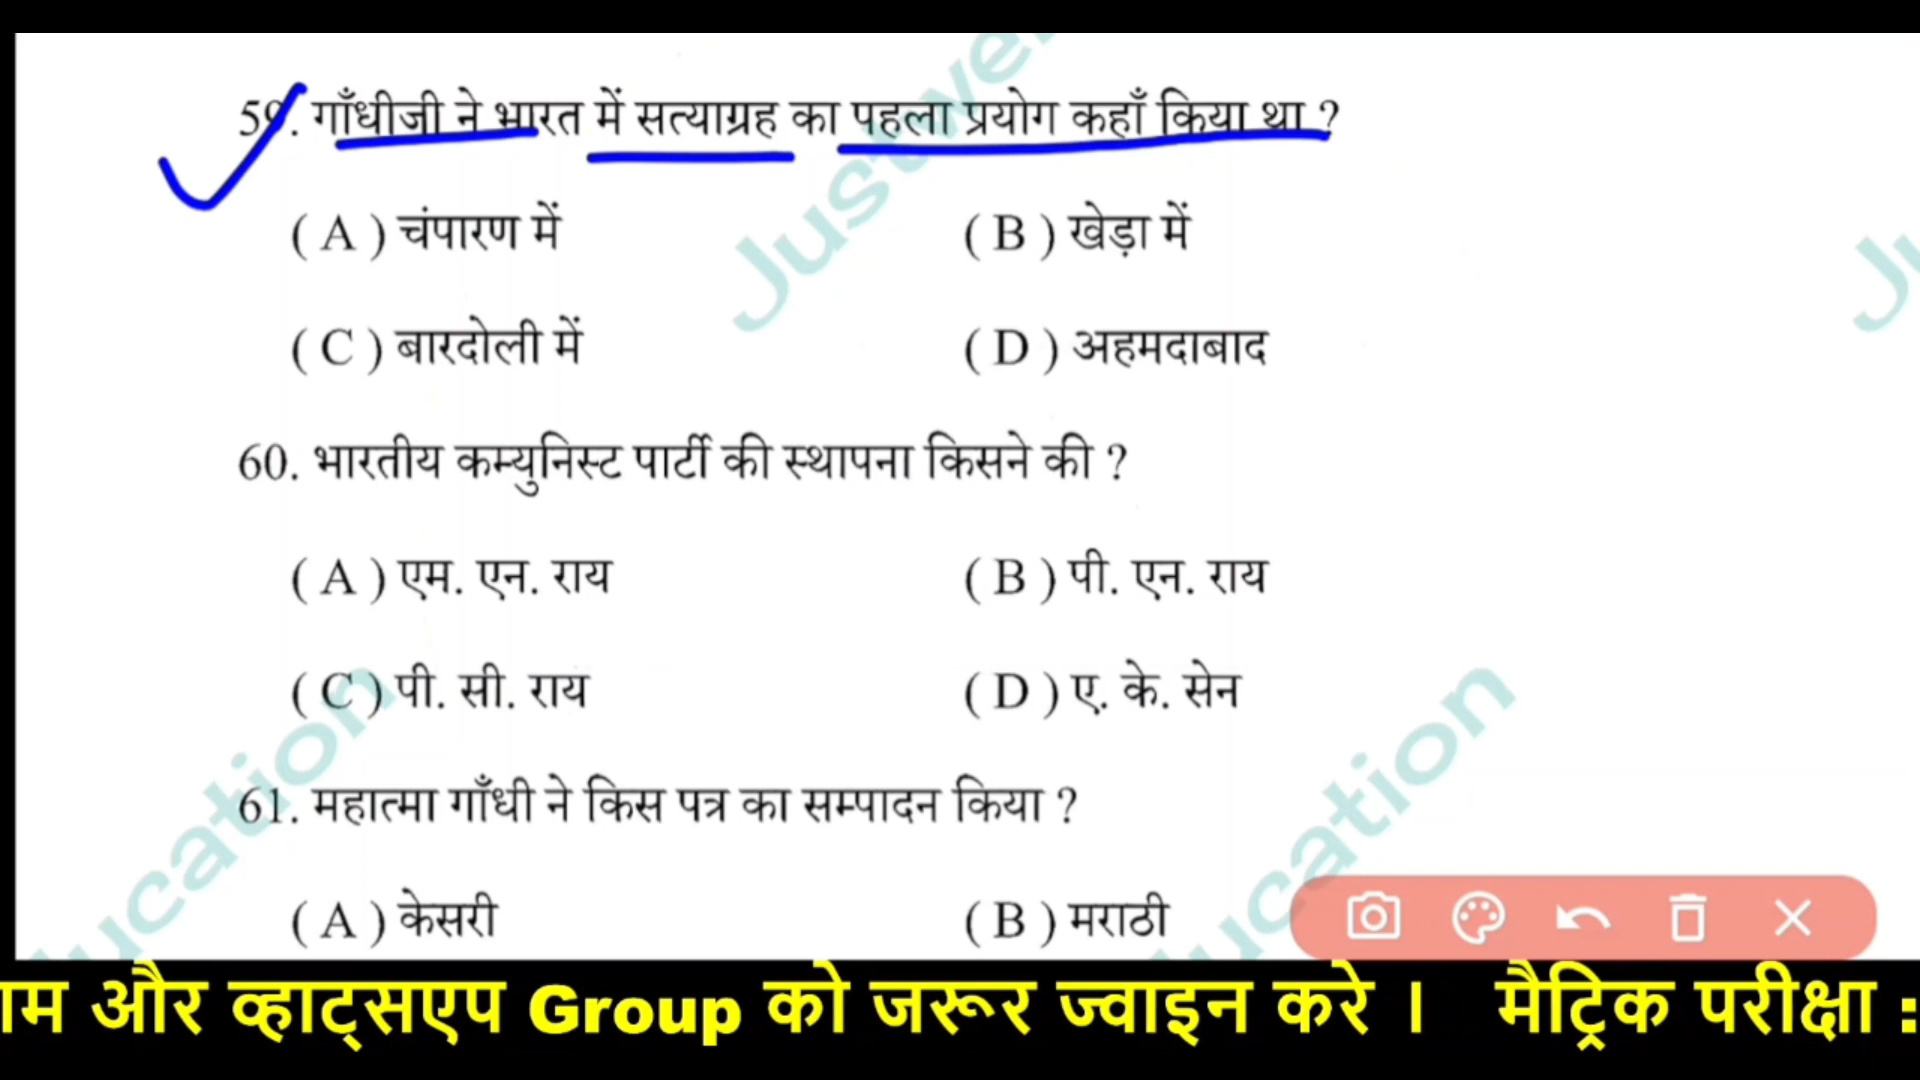 59. गाँधीजी ने भारत में सत्याग्रह का पहला प्रयोग कहाँ किया था ?
( A ) चंपारण में ( B ) खेड़ा में
( C ) बारदोली में ( D ) अहमदाबाद
60. भारतीय कम्युनिस्ट पार्टी की स्थापना किसने की ?
( A ) एम. एन. राय ( B ) पी. एन. राय
( C ) पी. सी. राय ( D ) ए. के. सेन
61. महात्मा गाँधी ने किस पत्र का सम्पादन किया ?
( A ) केसरी ( B ) मराठी
और व्हाट्सएप Group को जरूर ज्वाइन करे । मैट्रिक परीक्षा :